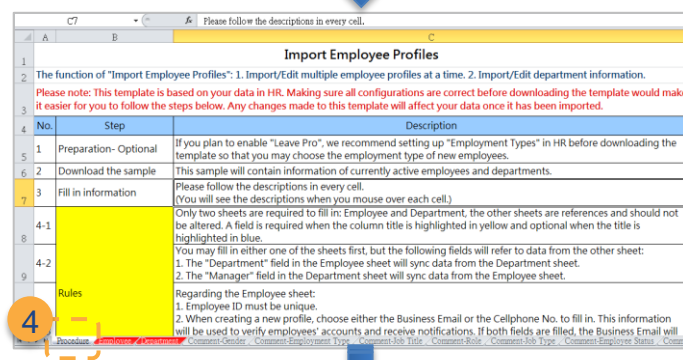 C7 fx Please follow the descriptions in every cell.
A B C
1 Import Employee Profiles
2 The function of "Import Employee Profiles": 1. Import/Edit multiple employee profiles at a time. 2. Import/Edit department information.
Please note: This template is based on your data in HR. Making sure all configurations are correct before downloading the template would make
3 it easier for you to follow the steps below. Any changes made to this template will affect your data once it has been imported.
4 No. Step Description
5 1 Preparation- Optional If you plan to enable "Leave Pro", we recommend setting up "Employment Types" in HR before downloading the
template so that you may choose the employment type of new employees.
6 2 Download the sample This sample will contain information of currently active employees and departments.
7 3 Fill in information Please follow the descriptions in every cell.
(You will see the descriptions when you mouse over each cell.)
8 4-1 Only two sheets are required to fill in: Employee and Department, the other sheets are references and should not
be altered. A field is required when the column title is highlighted in yellow and optional when the title is
highlighted in blue.
9 4-2 You may fill in either one of the sheets first, but the following fields will refer to data from the other sheet:
1. The "Department" field in the Employee sheet will sync data from the Department sheet.
2. The "Manager" field in the Department sheet will sync data from the Employee sheet.
Rules Regarding the Employee sheet:
1. Employee ID must be unique.
2. When creating a new profile, choose either the Business Email or the Cellphone No. to fill in. This information
will be used to verify employees' accounts and receive notifications. If both fields are filled, the Business Email will
4
Procedure Employee Department Comment-Gender Comment-Employment Type Comment-Job Title Comment-Role Comment-Job Type Comment-Employee Status